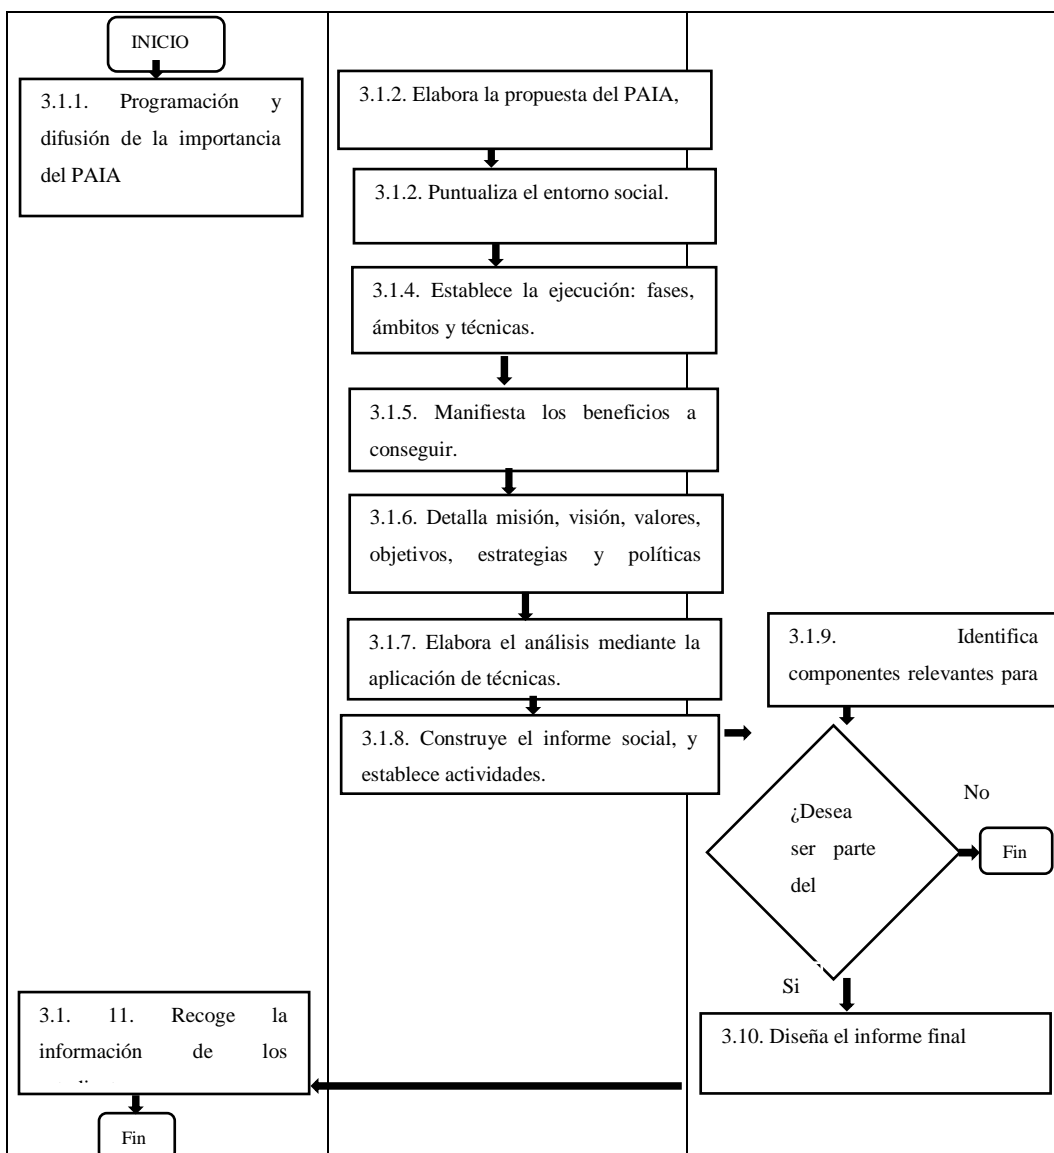 INICIO
3.1.1. Programación y
difusión de la importancia
del PAIA
3.1.2. Elabora la propuesta del PAIA,
3.1.2. Puntualiza el entorno social.
3.1.4. Establece la ejecución: fases,
ámbitos y técnicas.
3.1.5. Manifiesta los beneficios a
conseguir.
3.1.6. Detalla misión, visión, valores,
objetivos, estrategias y políticas
3.1.7. Elabora el análisis mediante la
aplicación de técnicas.
3.1.8. Construye el informe social, y
establece actividades.
3.1.9. Identifica
componentes relevantes para
¿Desea
ser parte
del
No
Fin
Si
3.10. Diseña el informe final
3.1. 11. Recoge la
información de los
Fin